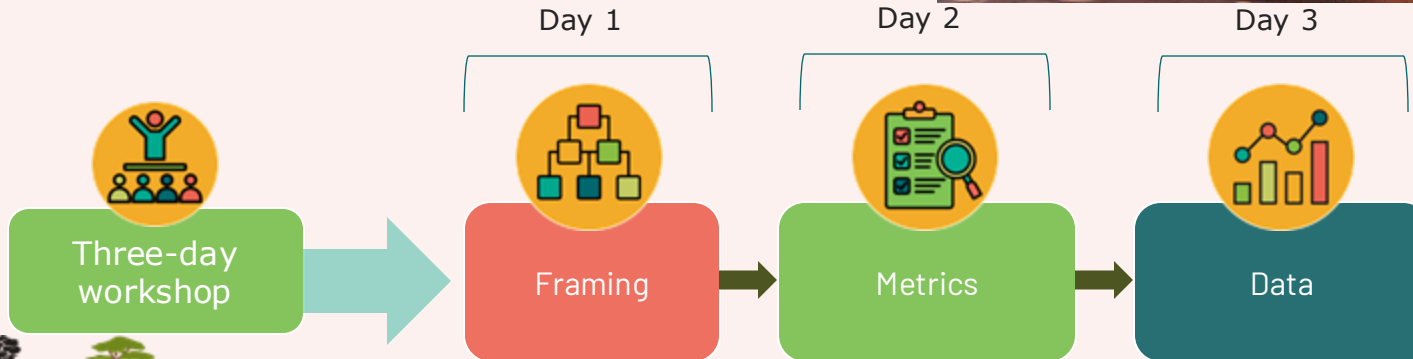 Day 1
Day 2
Day 3
Three-day
workshop
Framing
Metrics
Data